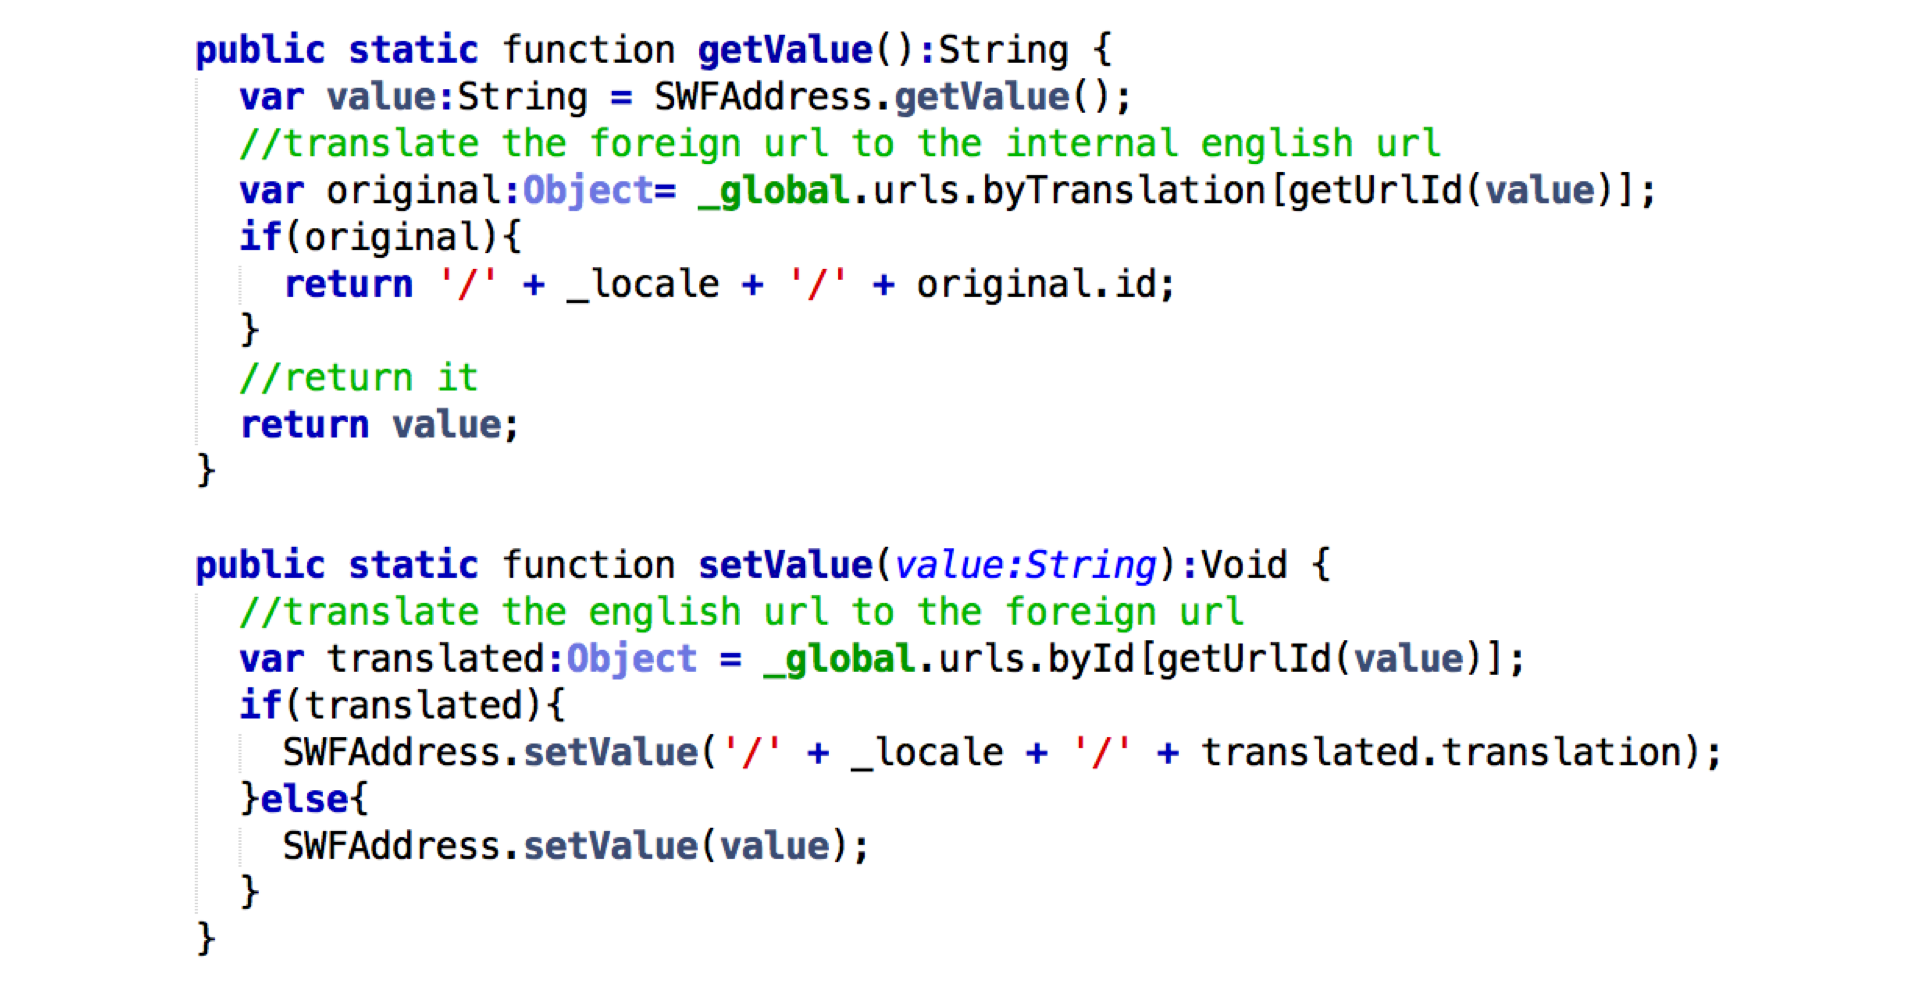 public static function getValue():String {
var value:String = SWFAddress.getValue();
//translate the foreign url to the internal english url
var original:Object= _global.urls.byTranslation[getUrlId(value)];
if(original){
return '/' + _locale + '/' + original.id;
}
//return it
return value;
}
public static function setValue(value:String):Void {
//translate the english url to the foreign url
var translated:Object = _global.urls.byId[getUrlId(value)];
if(translated){
SWFAddress.setValue('/' + _locale + '/' + translated.translation);
}else{
SWFAddress.setValue(value);
}
}